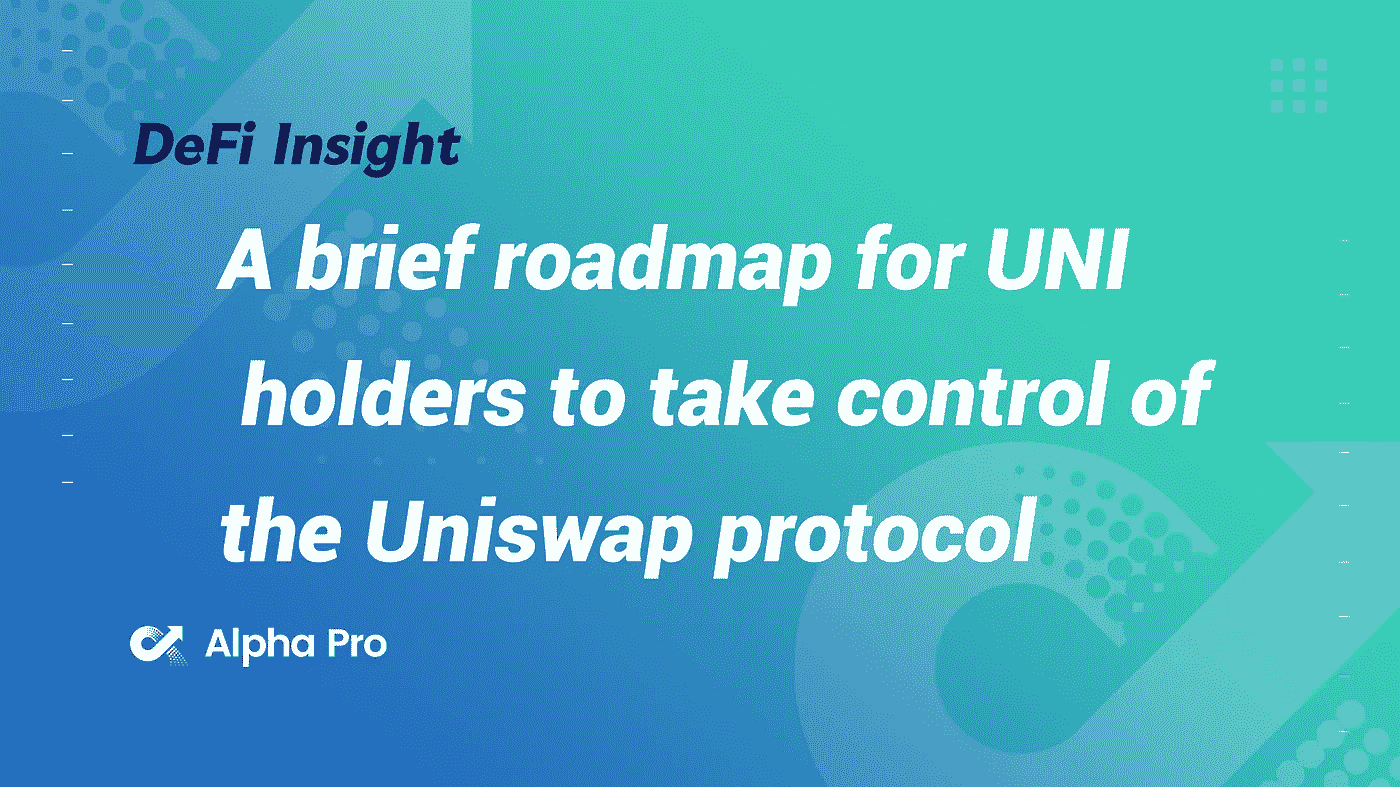 DeFi Insight
A brief roadmap for UNI
holders to take control of
the Uniswap protocol
Alpha Pro